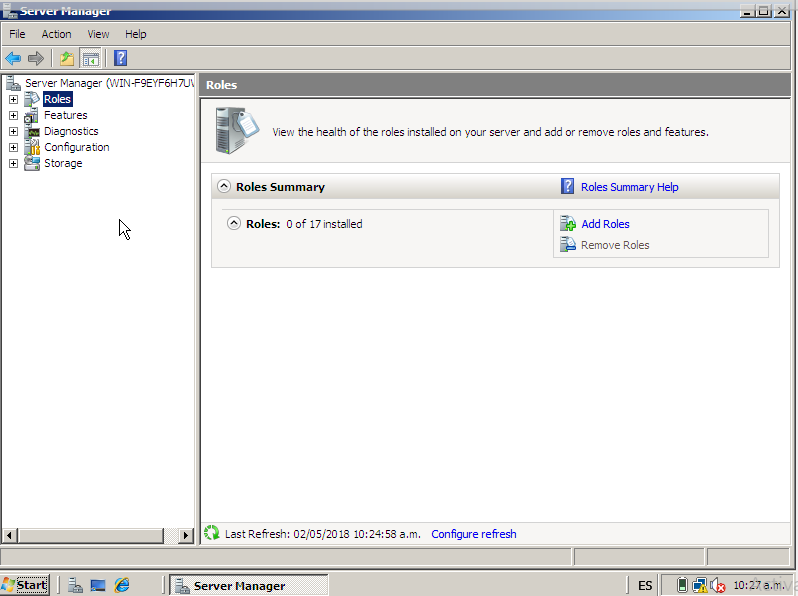 Server Manager
File Action View Help
Server Manager (WIN-F9EYF6H7UW
Roles
Features
Diagnostics
Configuration
Storage
Roles
View the health of the roles installed on your server and add or remove roles and features.
Roles Summary
Roles Summary Help
Roles: 0 of 17 installed
Add Roles
Remove Roles
Last Refresh: 02/05/2018 10:24:58 a.m. Configure refresh
Start Server Manager ES 10:27 a.m.